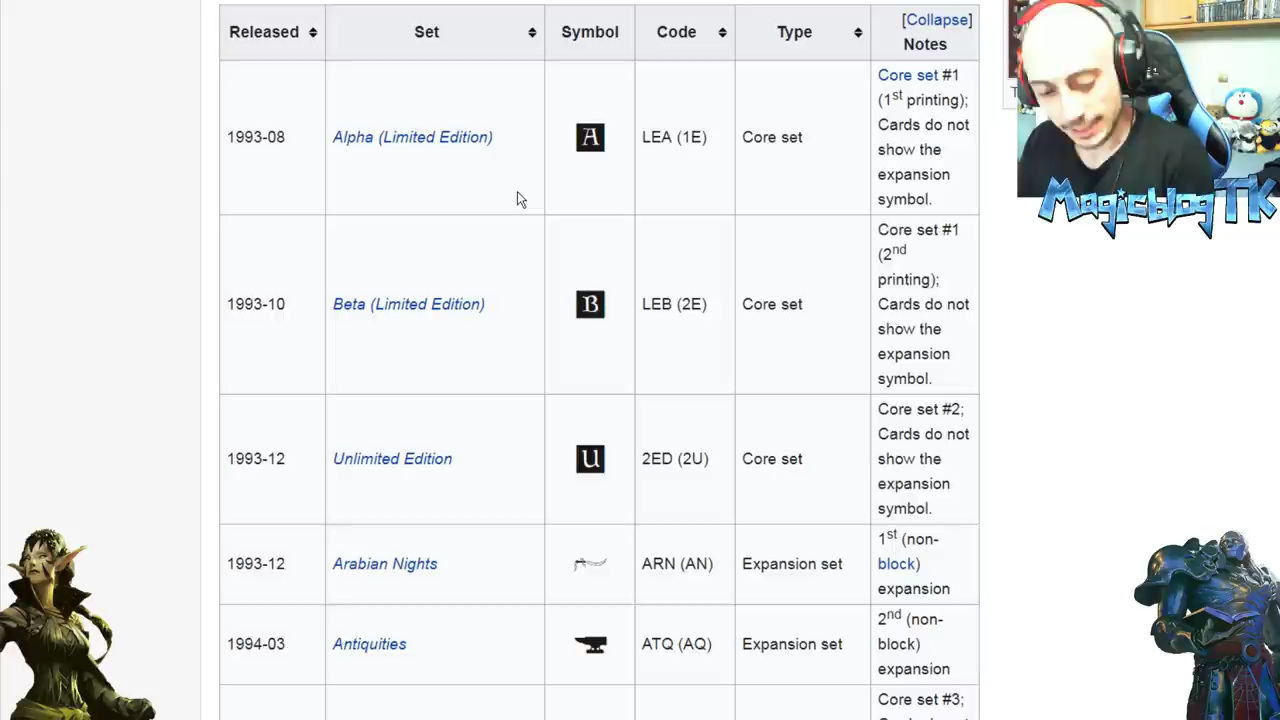 [Collapse]
Released Set Symbol Code Type Notes
1993-08 Alpha (Limited Edition) A LEA (1E) Core set
Core set #1
(1st printing);
Cards do not
show the
expansion
symbol.
1993-10 Beta (Limited Edition) B LEB (2E) Core set
Core set #1
(2nd
printing);
Cards do not
show the
expansion
symbol.
1993-12 Unlimited Edition U 2ED (2U) Core set
Core set #2;
Cards do not
show the
expansion
symbol.
1993-12 Arabian Nights ARN (AN) Expansion set
1st (non-
block)
expansion
1994-03 Antiquities ATQ (AQ) Expansion set
2nd (non-
block)
expansion
Core set #3;
MagicblogTK